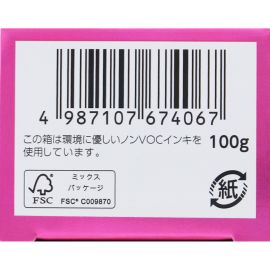 4 987107 674067
この箱は環境に優しいノンVOCインキを
使用しています。
100g
ミックス
パッケージ
FSC
FSC® C009870
紙